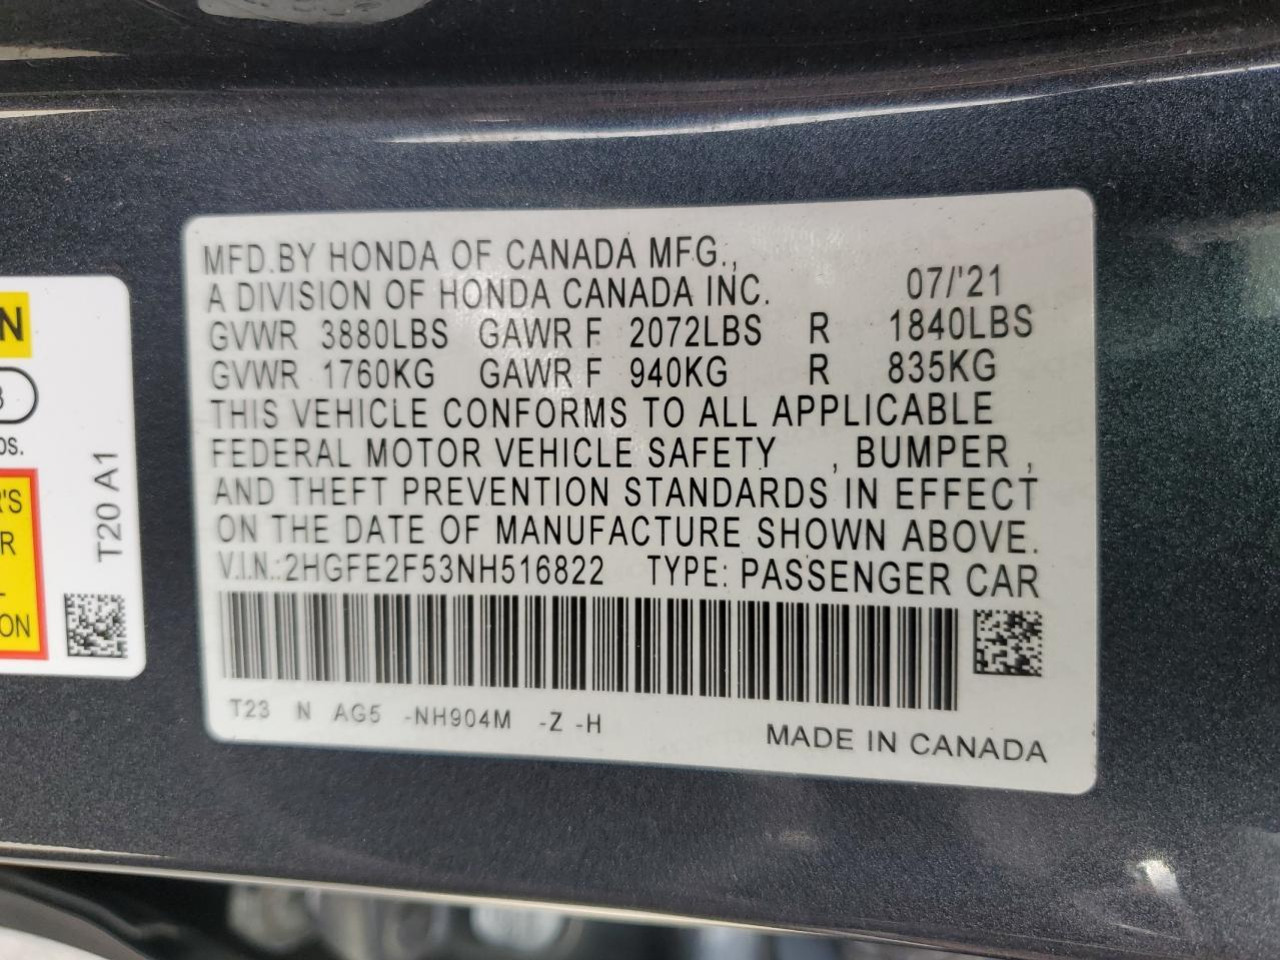 MFD.BY HONDA OF CANADA MFG.,
A DIVISION OF HONDA CANADA INC. 07/'21
GVWR 3880LBS GAWR F 2072LBS R 1840LBS
GVWR 1760KG GAWR F 940KG R 835KG
THIS VEHICLE CONFORMS TO ALL APPLICABLE
FEDERAL MOTOR VEHICLE SAFETY , BUMPER ,
AND THEFT PREVENTION STANDARDS IN EFFECT
ON THE DATE OF MANUFACTURE SHOWN ABOVE.
V.I.N.:2HGFE2F53NH516822 TYPE: PASSENGER CAR
T23 N AG5 -NH904M -Z -H
MADE IN CANADA
T20 A1